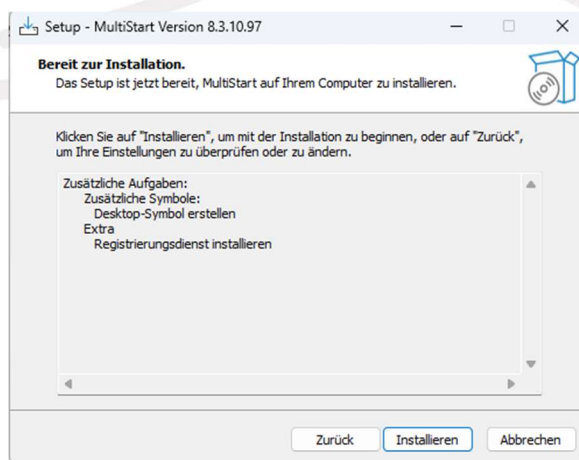 Setup - MultiStart Version 8.3.10.97
Bereit zur Installation.
Das Setup ist jetzt bereit, MultiStart auf Ihrem Computer zu installieren.
Klicken Sie auf "Installieren", um mit der Installation zu beginnen, oder auf "Zurück",
um Ihre Einstellungen zu überprüfen oder zu ändern.
Zusätzliche Aufgaben:
Zusätzliche Symbole:
Desktop-Symbol erstellen
Extra
Registrierungsdienst installieren
Zurück Installieren Abbrechen